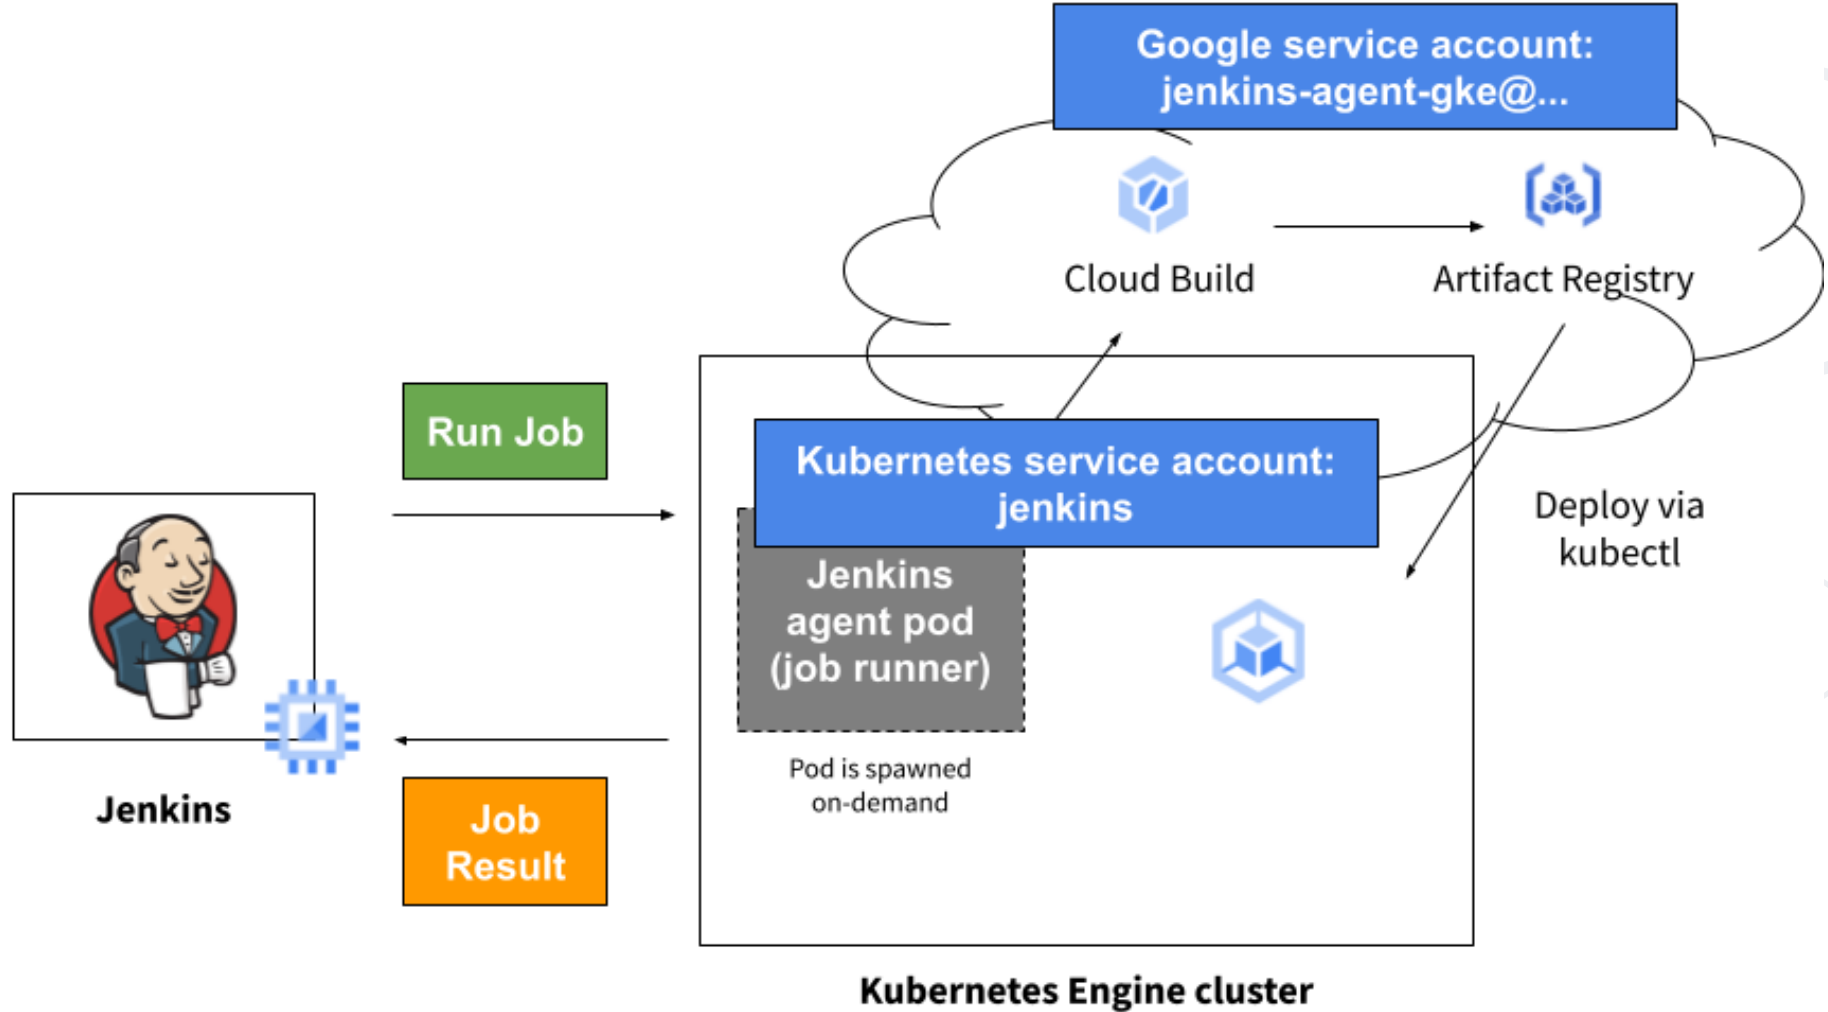 Google service account:
jenkins-agent-gke@...
Cloud Build
Artifact Registry
Run Job
Kubernetes service account:
jenkins
Deploy via
kubectl
Jenkins
agent pod
(job runner)
Pod is spawned
on-demand
Jenkins
Job
Result
Kubernetes Engine cluster